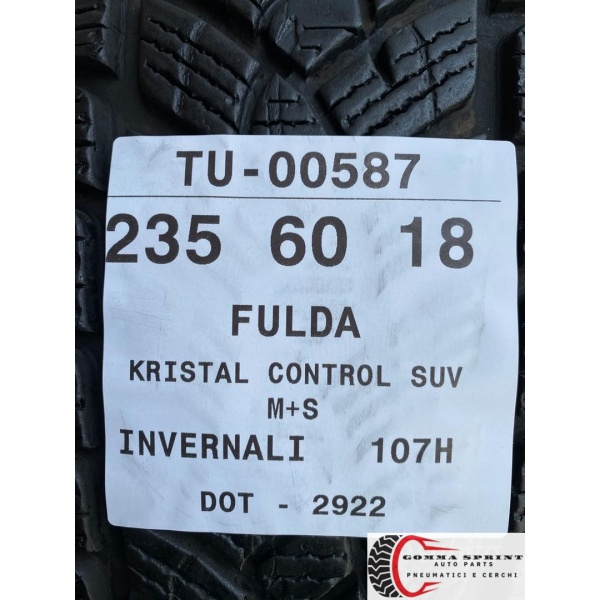 TU-00587
235 60 18
FULDA
KRISTAL CONTROL SUV
M+S
INVERNALI 107H
DOT - 2922
GOMMA SPRINT
AUTO PARTS
PNEUMATICI E CERCHI